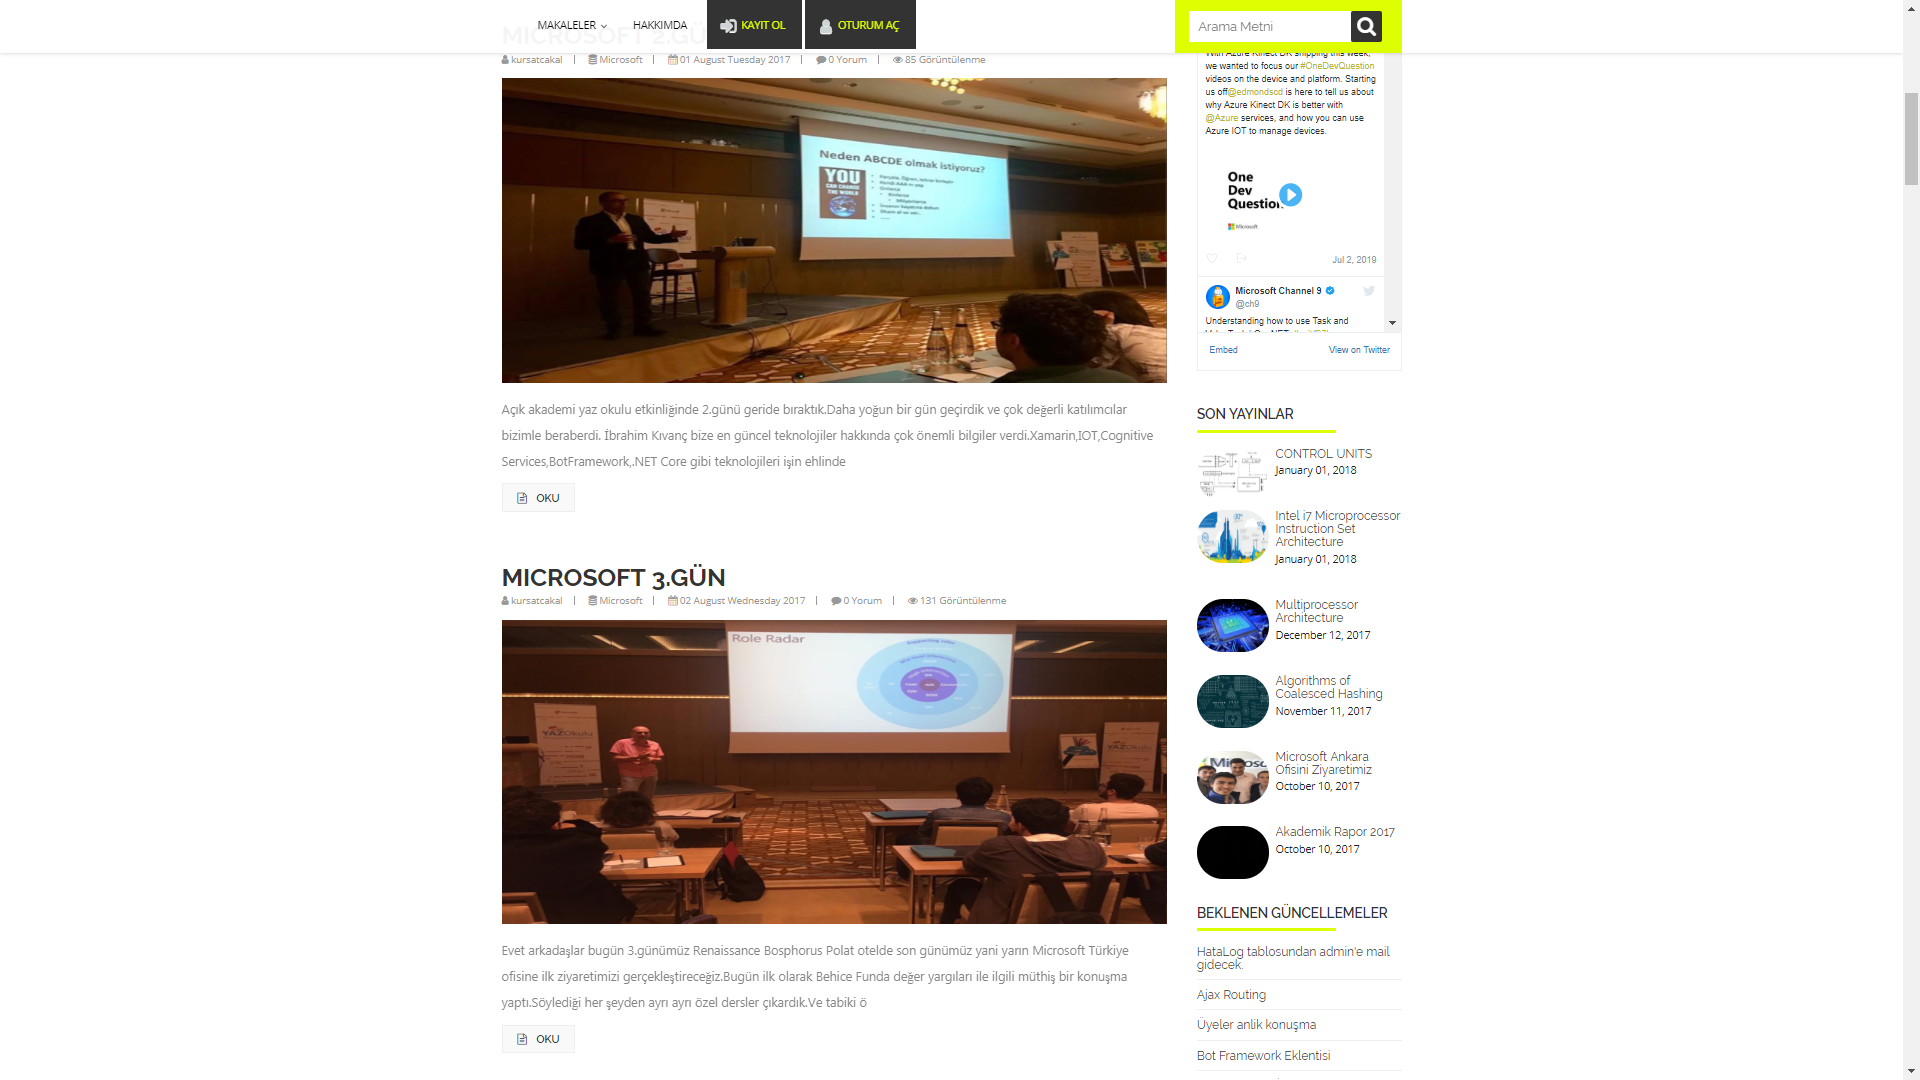 MAKALELER
HAKKIMDA
KAYIT OL
OTURUM AÇ
Arama Metni
MICROSOFT 2.GÜ
kursatcakal | Microsoft | 01 August Tuesday 2017 | 0 Yorum | 85 Görüntülenme
Neden ABCDE olmak istiyoruz?
YOU
CAN CHANGE
THE WORLD
Açık akademi yaz okulu etkinliğinde 2.günü geride bıraktık.Daha yoğun bir gün geçirdik ve çok değerli katılımcılar
bizimle beraberdi. İbrahim Kıvanç bize en güncel teknolojiler hakkında çok önemli bilgiler verdi.Xamarin,IOT,Cognitive
Services,BotFramework,.NET Core gibi teknolojileri işin ehlinde
OKU
MICROSOFT 3.GÜN
kursatcakal | Microsoft | 02 August Wednesday 2017 | 0 Yorum | 131 Görüntülenme
Role Radar
YAZOkulu
Evet arkadaşlar bugün 3.günümüz Renaissance Bosphorus Polat otelde son günümüz yani yarın Microsoft Türkiye
ofisine ilk ziyaretimizi gerçekleştireceğiz.Bugün ilk olarak Behice Funda değer yargıları ile ilgili müthiş bir konuşma
yaptı.Söylediği her şeyden ayrı ayrı özel dersler çıkardık.Ve tabiki ö
OKU
With Azure Kinect DK shipping this week,
we wanted to focus our #OneDevQuestion
videos on the device and platform. Starting
us off@edmondscd is here to tell us about
why Azure Kinect DK is better with
@Azure services, and how you can use
Azure IOT to manage devices.
One
Dev
Question
Microsoft
Jul 2, 2019
Microsoft Channel 9
@ch9
Understanding how to use Task and
Embed
View on Twitter
SON YAYINLAR
CONTROL UNITS
January 01, 2018
Intel i7 Microprocessor
Instruction Set
Architecture
January 01, 2018
Multiprocessor
Architecture
December 12, 2017
Algorithms of
Coalesced Hashing
November 11, 2017
Microsoft Ankara
Ofisini Ziyaretimiz
October 10, 2017
Akademik Rapor 2017
October 10, 2017
BEKLENEN GÜNCELLEMELER
HataLog tablosundan admin'e mail
gidecek.
Ajax Routing
Üyeler anlik konuşma
Bot Framework Eklentisi